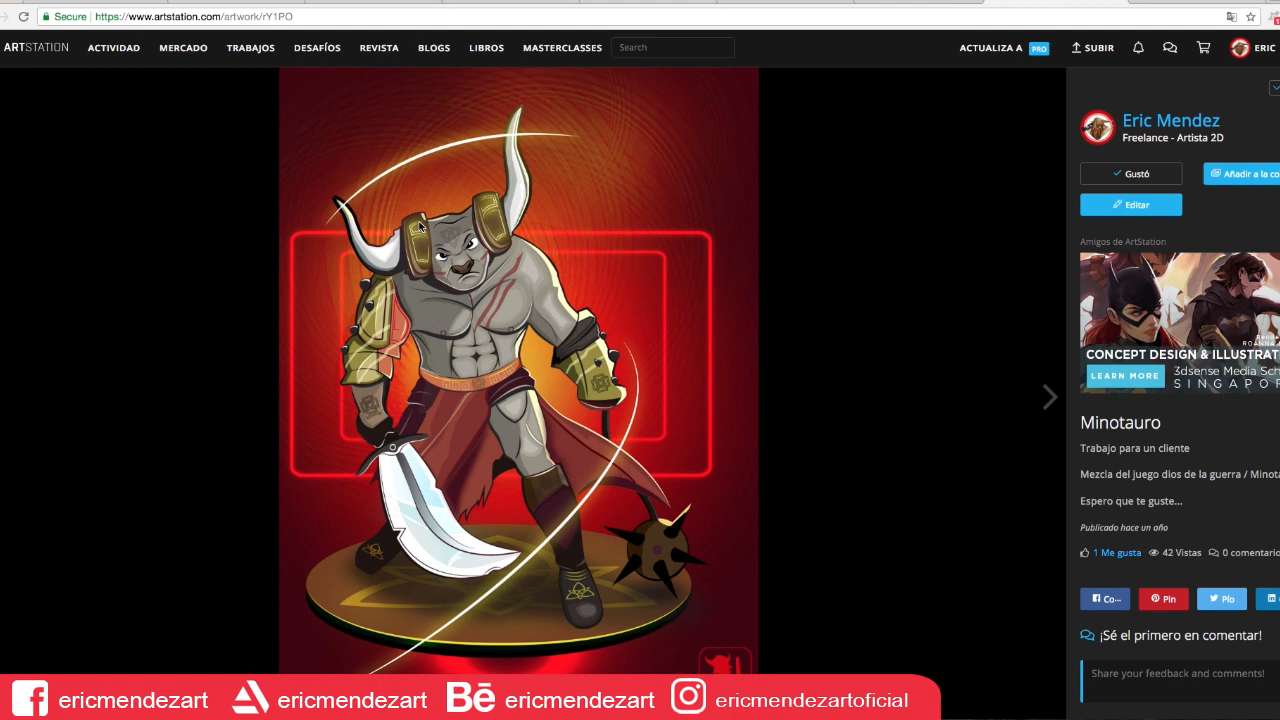 Secure https://www.artstation.com/artwork/rY1PO
ARTSTATION ACTIVIDAD MERCADO TRABAJOS DESAFÍOS REVISTA BLOGS LIBROS MASTERCLASSES Search ACTUALIZA A PRO SUBIR ERIC
Eric Mendez
Freelance - Artista 2D
Gustó Añadir a la co
Editar
Amigos de ArtStation
CONCEPT DESIGN & ILLUSTRAT
LEARN MORE 3dsense Media Sch
SINGAPO
Minotauro
Trabajo para un cliente
Mezcla del juego dios de la guerra / Minota
Espero que te guste...
Publicado hace un año
1 Me gusta 42 Vistas 0 comentario
Co... Pin Pío
¡Sé el primero en comentar!
Share your feedback and comments!
ericmendezart ericmendezart Bē ericmendezart ericmendezartoficial